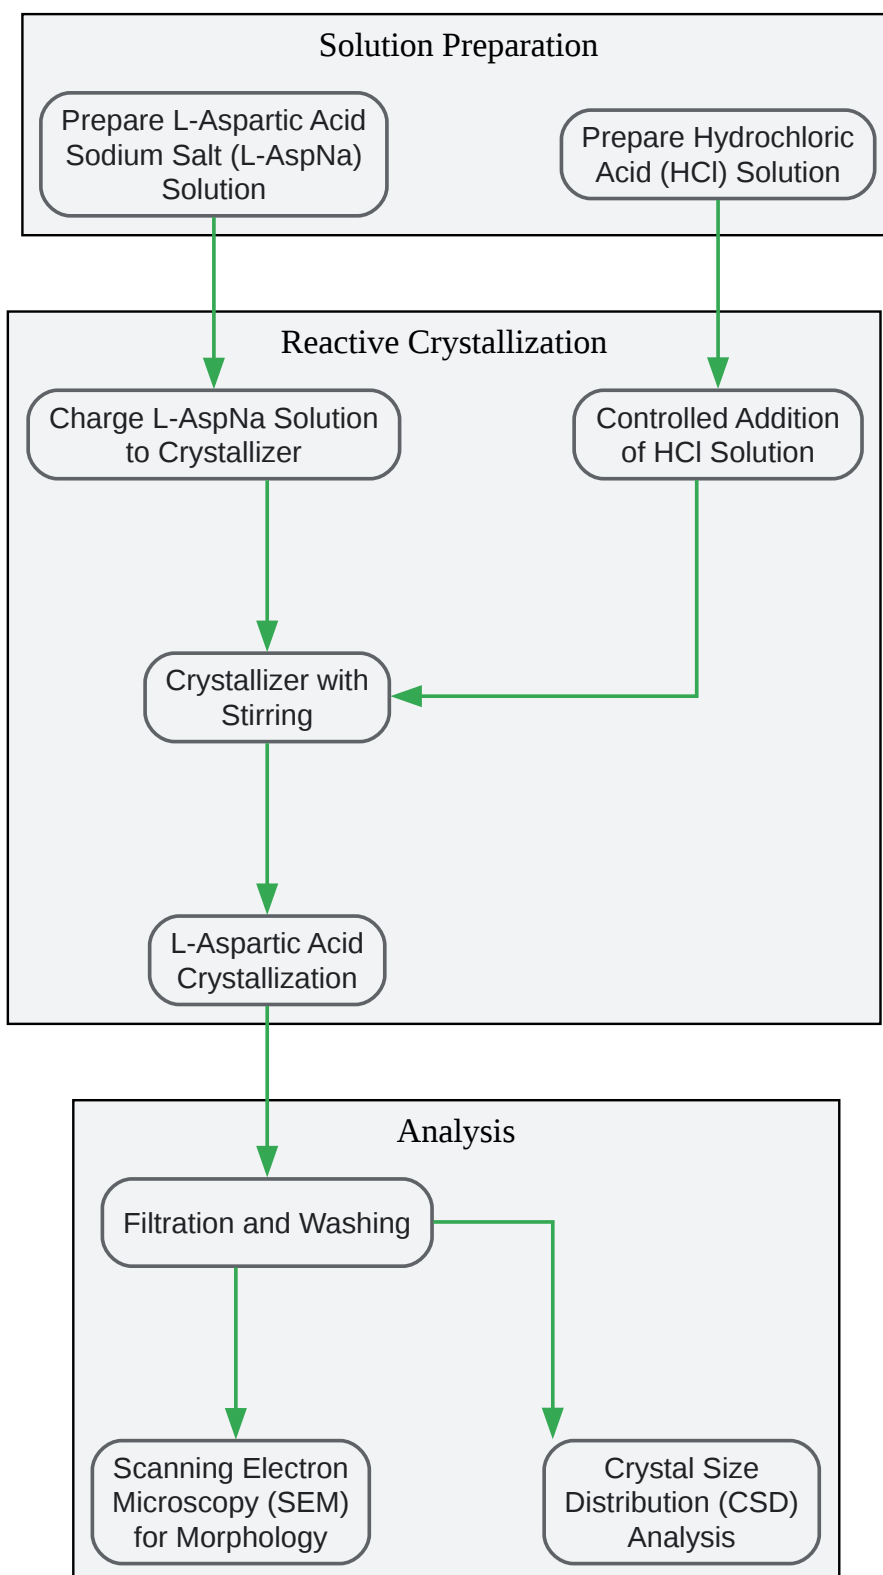 Solution Preparation
Prepare L-Aspartic Acid
Sodium Salt (L-AspNa)
Solution
Prepare Hydrochloric
Acid (HCl) Solution
Reactive Crystallization
Charge L-AspNa Solution
to Crystallizer
Controlled Addition
of HCl Solution
Crystallizer with
Stirring
L-Aspartic Acid
Crystallization
Analysis
Filtration and Washing
Scanning Electron
Microscopy (SEM)
for Morphology
Crystal Size
Distribution (CSD)
Analysis